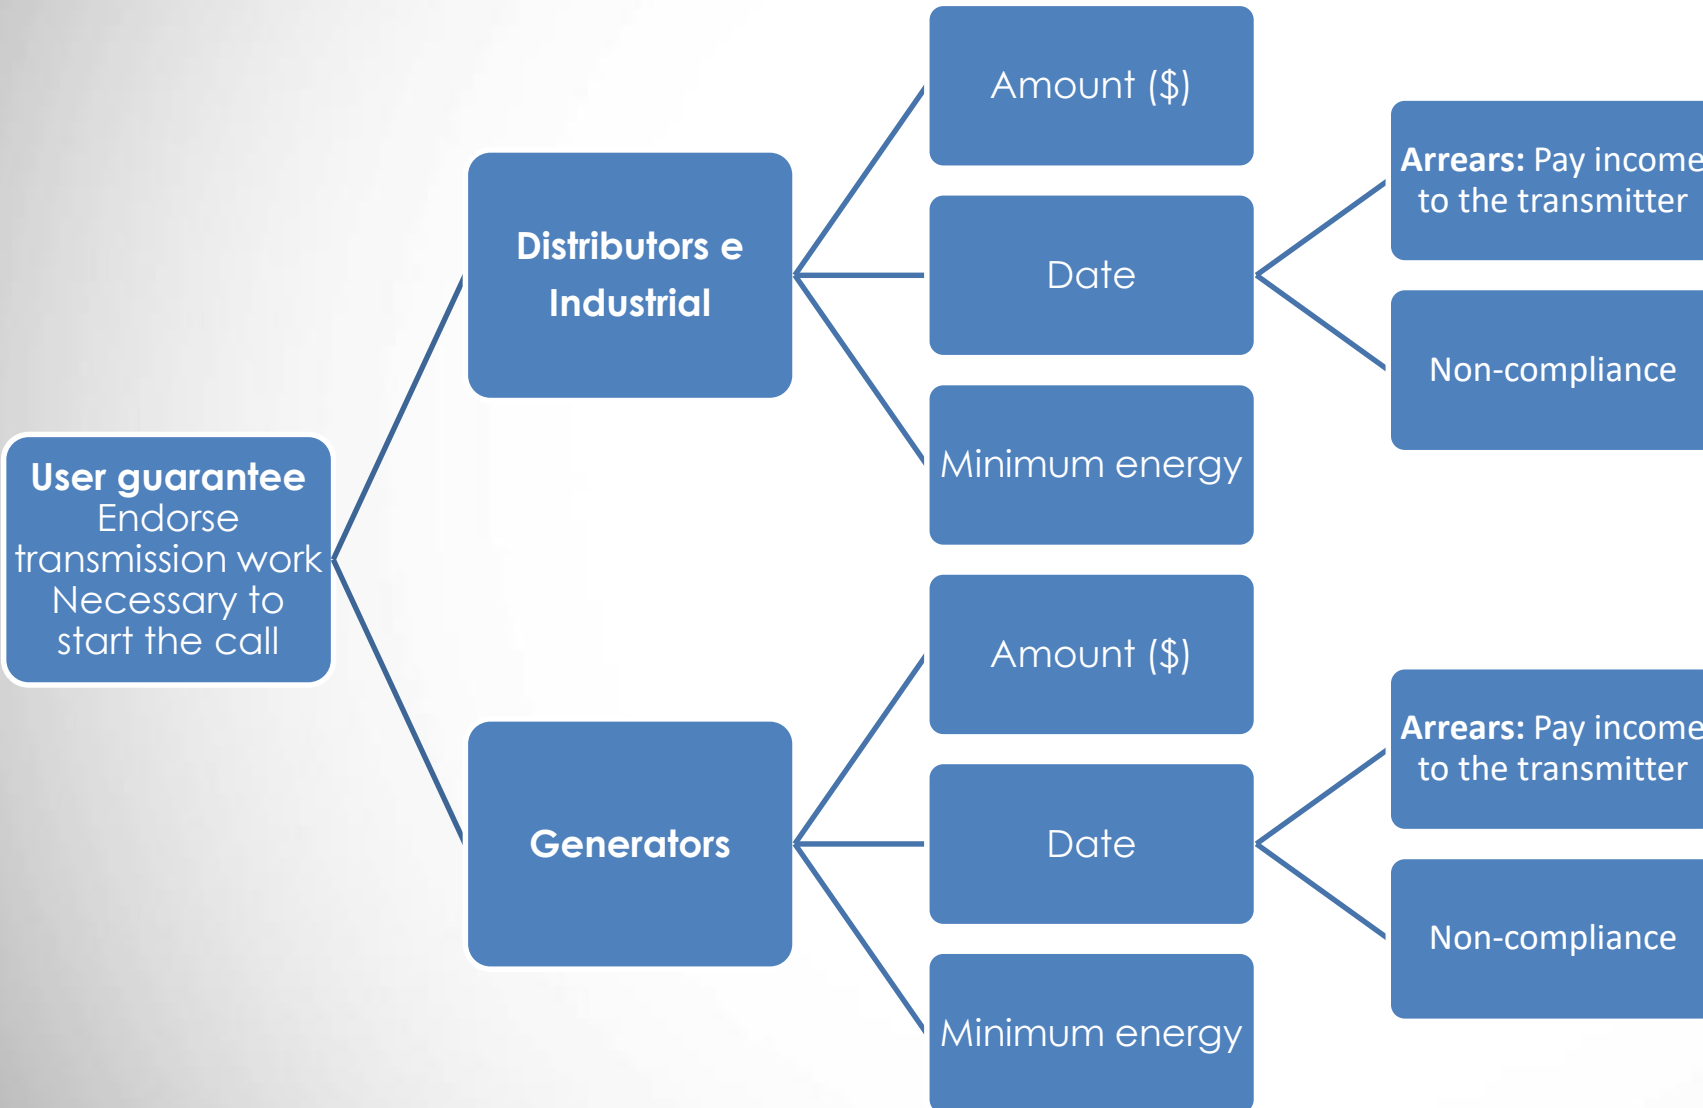 User guarantee
Endorse
transmission work
Necessary to
start the call
Distributors e
Industrial
Amount ($)
Date
Arrears: Pay income
to the transmitter
Non-compliance
Minimum energy
Generators
Amount ($)
Date
Arrears: Pay income
to the transmitter
Non-compliance
Minimum energy